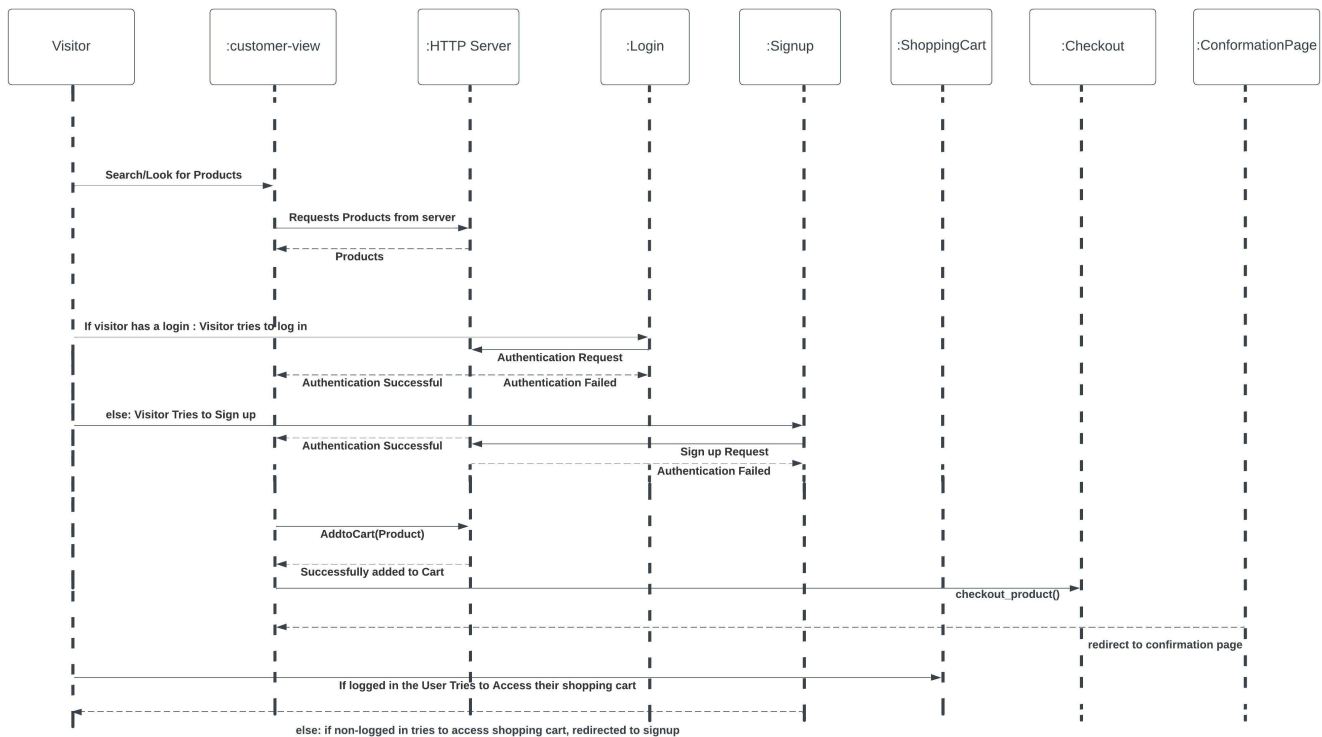 Visitor
:customer-view
:HTTP Server
:Login
:Signup
:ShoppingCart
:Checkout
:ConformationPage
Search/Look for Products
Requests Products from server
Products
If visitor has a login : Visitor tries to log in
Authentication Request
Authentication Successful
Authentication Failed
else: Visitor Tries to Sign up
Authentication Successful
Sign up Request
Authentication Failed
AddtoCart(Product)
Successfully added to Cart
checkout_product()
redirect to confirmation page
If logged in the User Tries to Access their shopping cart
else: if non-logged in tries to access shopping cart, redirected to signup